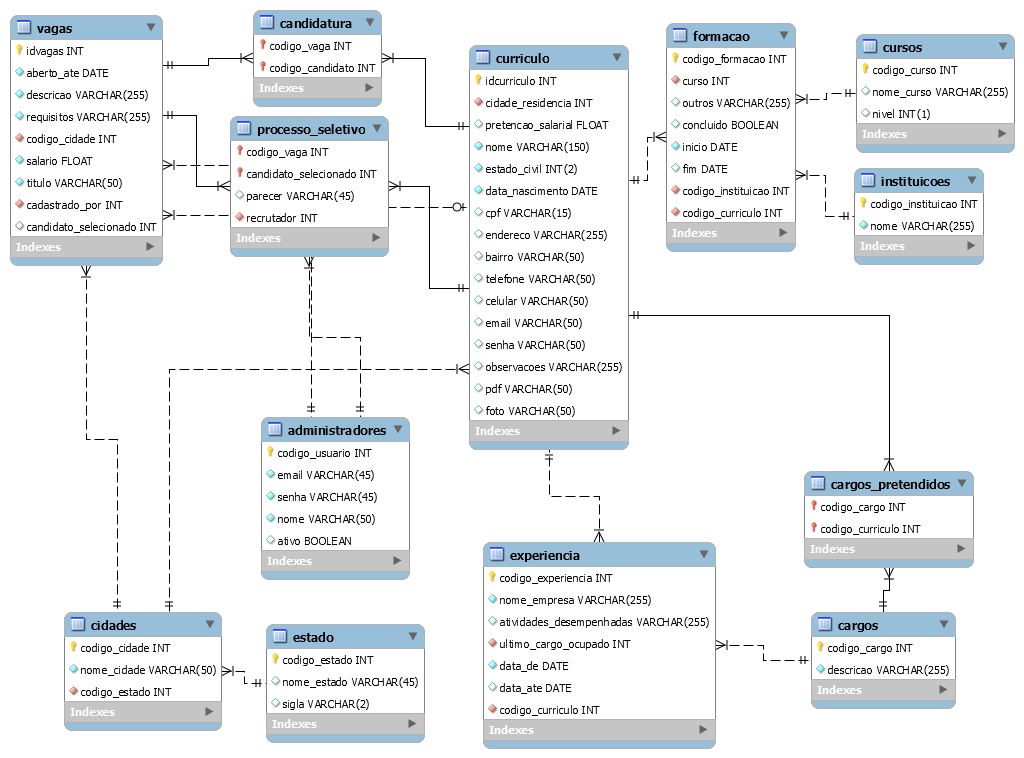 vagas
idvagas INT
aberto_ate DATE
descricao VARCHAR(255)
requisitos VARCHAR(255)
codigo_cidade INT
salario FLOAT
titulo VARCHAR(50)
cadastrado_por INT
candidato_selecionado INT
Indexes
candidatura
codigo_vaga INT
codigo_candidato INT
Indexes
processo_seletivo
codigo_vaga INT
candidato_selecionado INT
parecer VARCHAR(45)
recrutador INT
Indexes
curriculo
idcurriculo INT
cidade_residencia INT
pretencao_salarial FLOAT
nome VARCHAR(150)
estado_civil INT(2)
data_nascimento DATE
cpf VARCHAR(15)
endereco VARCHAR(255)
bairro VARCHAR(50)
telefone VARCHAR(50)
celular VARCHAR(50)
email VARCHAR(50)
senha VARCHAR(50)
observacoes VARCHAR(255)
pdf VARCHAR(50)
foto VARCHAR(50)
Indexes
formacao
codigo_formacao INT
curso INT
outros VARCHAR(255)
concluido BOOLEAN
inicio DATE
fim DATE
codigo_instituicao INT
codigo_curriculo INT
Indexes
cursos
codigo_curso INT
nome_curso VARCHAR(255)
nivel INT(1)
Indexes
instituicoes
codigo_instituicao INT
nome VARCHAR(255)
Indexes
administradores
codigo_usuario INT
email VARCHAR(45)
senha VARCHAR(45)
nome VARCHAR(50)
ativo BOOLEAN
Indexes
cargos_pretendidos
codigo_cargo INT
codigo_curriculo INT
Indexes
experiencia
codigo_experiencia INT
nome_empresa VARCHAR(255)
atividades_desempenhadas VARCHAR(255)
ultimo_cargo_ocupado INT
data_de DATE
data_ate DATE
codigo_curriculo INT
Indexes
cargos
codigo_cargo INT
descricao VARCHAR(255)
Indexes
cidades
codigo_cidade INT
nome_cidade VARCHAR(50)
codigo_estado INT
Indexes
estado
codigo_estado INT
nome_estado VARCHAR(45)
sigla VARCHAR(2)
Indexes